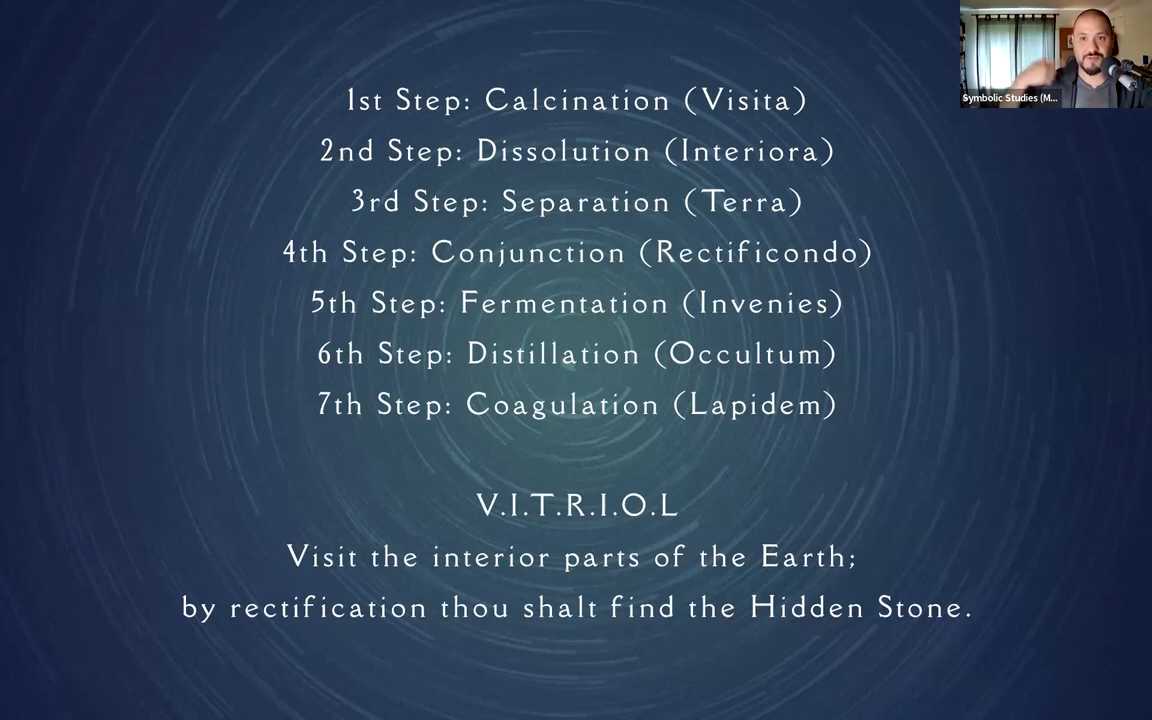 1st Step: Calcination (Visita)
2nd Step: Dissolution (Interiora)
3rd Step: Separation (Terra)
4th Step: Conjunction (Rectificondo)
5th Step: Fermentation (Invenies)
6th Step: Distillation (Occultum)
7th Step: Coagulation (Lapidem)
V.I.T.R.I.O.L
Visit the interior parts of the Earth;
by rectification thou shalt find the Hidden Stone.
Symbolic Studies (M...